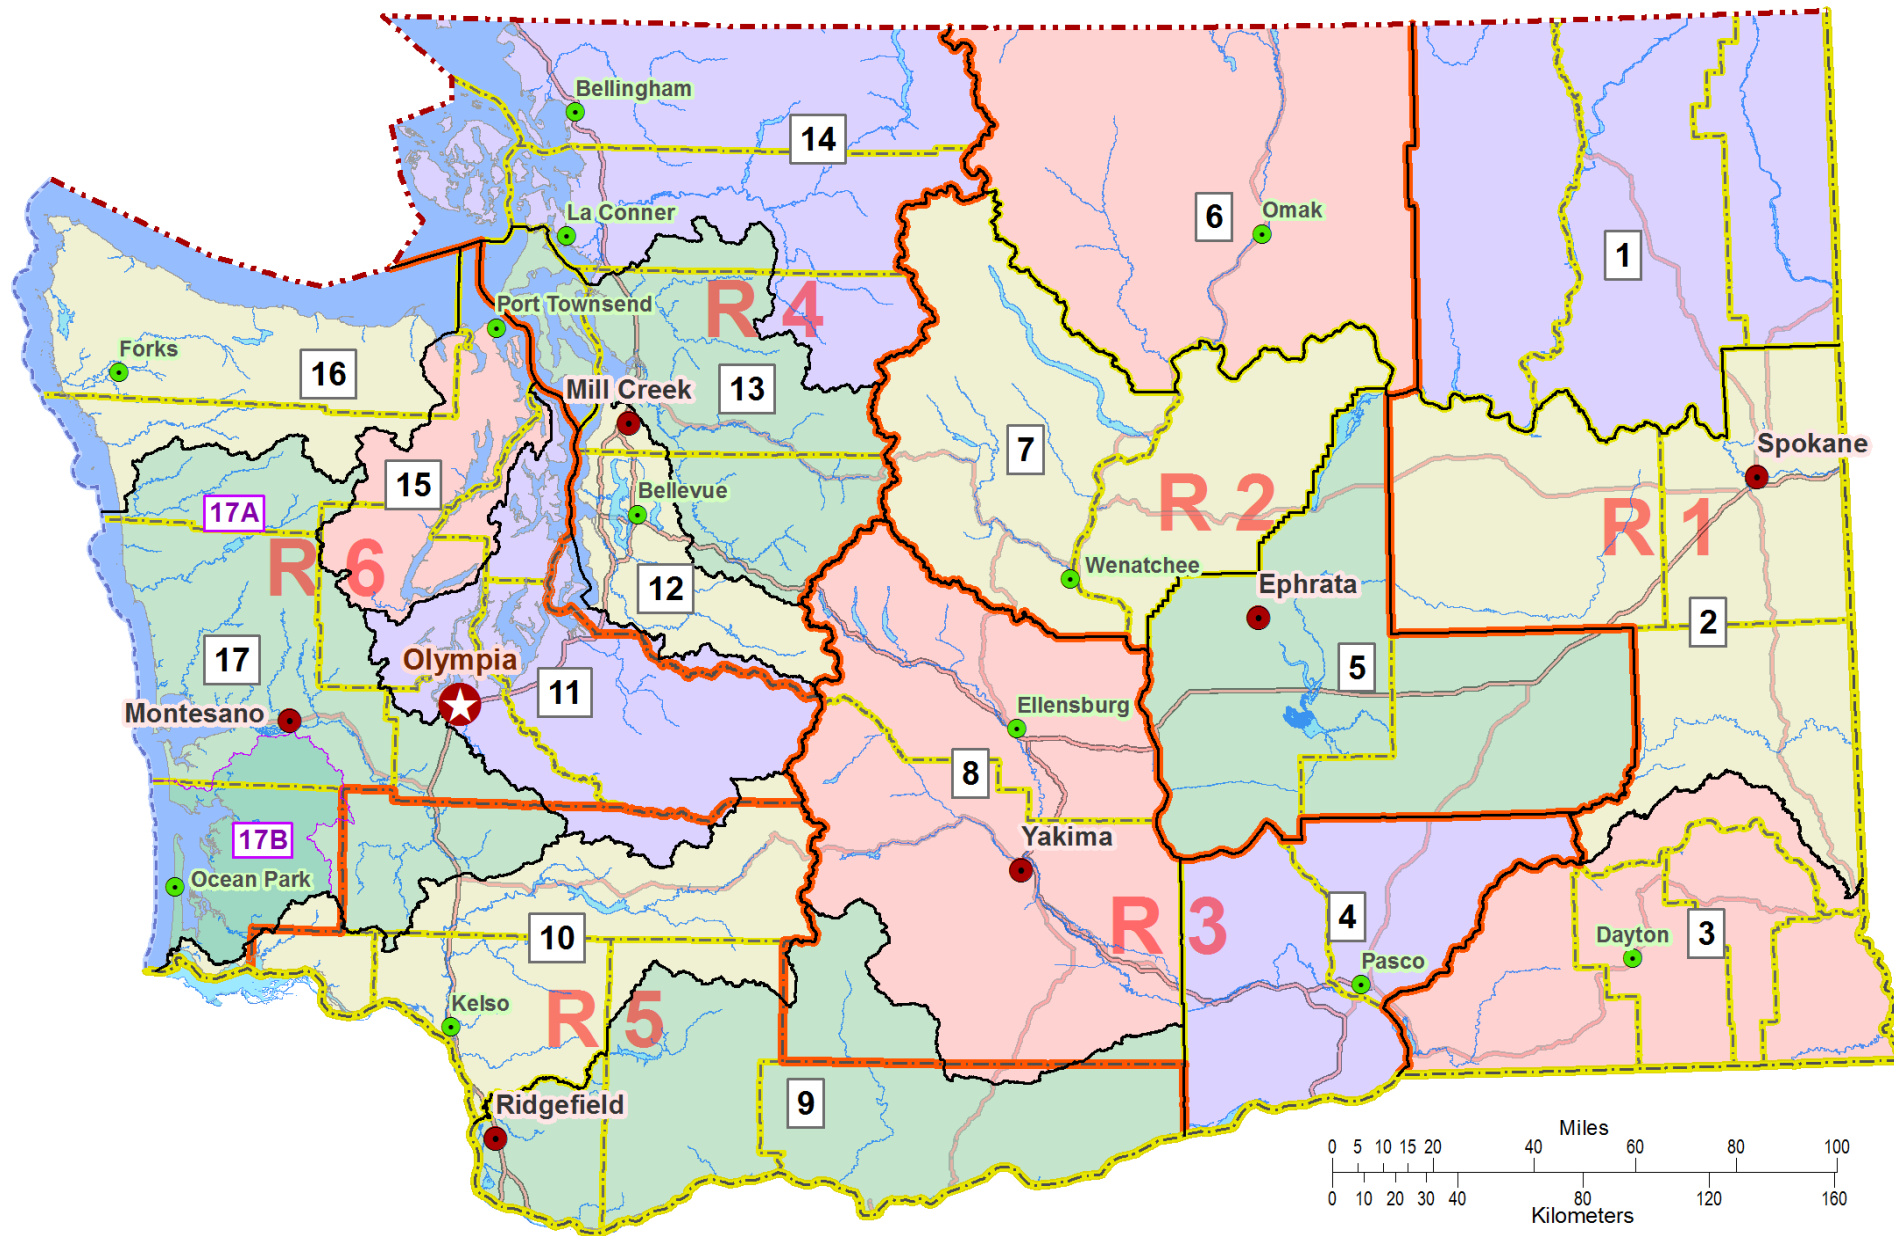 Bellingham
14
La Conner
6
Omak
1
R 4
Port Townsend
Forks
16
Mill Creek
13
7
Spokane
15
Bellevue
R 2
17A
R 1
R 6
Wenatchee
12
Ephrata
2
17
Olympia
11
5
Montesano
Ellensburg
8
17B
Yakima
Ocean Park
R 3
4
10
Dayton
3
Pasco
Kelso
R 5
9
Ridgefield
Miles
0 5 10 15 20 40 60 80 100
0 10 20 30 40 80 120 160
Kilometers